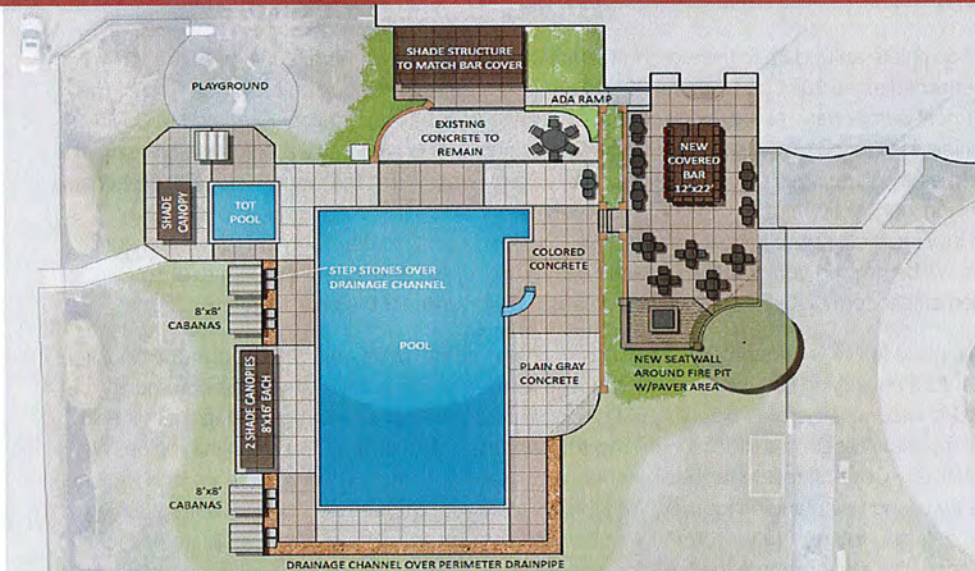 SHADE STRUCTURE
TO MATCH BAR COVER
PLAYGROUND
ADA RAMP
EXISTING
CONCRETE TO
REMAIN
NEW
COVERED
BAR
12'x22'
SHADE
CANOPY
TOT
POOL
STEP STONES OVER
DRAINAGE CHANNEL
COLORED
CONCRETE
8'x8'
CABANAS
POOL
2 SHADE CANOPIES
8'x16' EACH
PLAIN GRAY
CONCRETE
NEW SEATWALL
AROUND FIRE PIT
W/PAVER AREA
8'x8'
CABANAS
DRAINAGE CHANNEL OVER PERIMETER DRAINPIPE